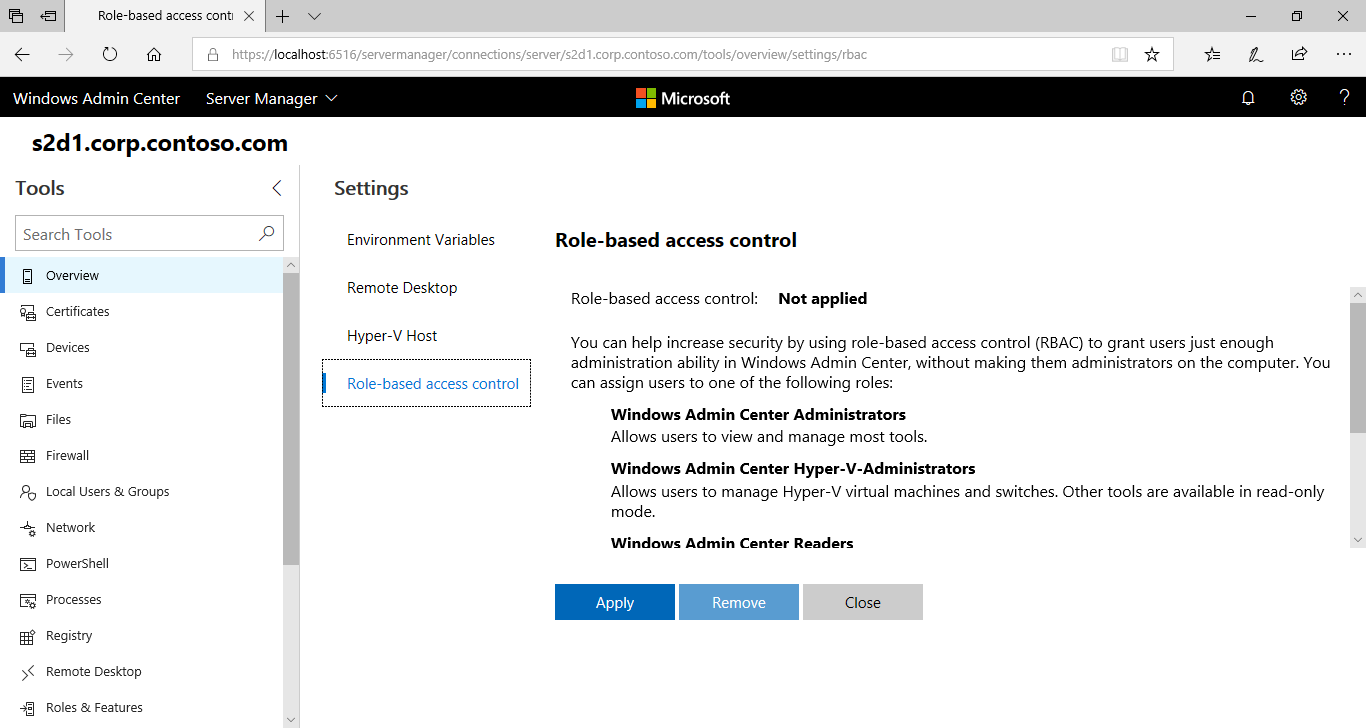 Role-based access contr
https://localhost:6516/servermanager/connections/server/s2d1.corp.contoso.com/tools/overview/settings/rbac
Windows Admin Center
Server Manager
Microsoft
?
s2d1.corp.contoso.com
Tools
Search Tools
Overview
Certificates
Devices
Events
Files
Firewall
Local Users & Groups
Network
PowerShell
Processes
Registry
Remote Desktop
Roles & Features
Settings
Environment Variables
Remote Desktop
Hyper-V Host
Role-based access control
Role-based access control
Role-based access control: Not applied
You can help increase security by using role-based access control (RBAC) to grant users just enough
administration ability in Windows Admin Center, without making them administrators on the computer. You
can assign users to one of the following roles:
Windows Admin Center Administrators
Allows users to view and manage most tools.
Windows Admin Center Hyper-V-Administrators
Allows users to manage Hyper-V virtual machines and switches. Other tools are available in read-only
mode.
Windows Admin Center Readers
Apply
Remove
Close